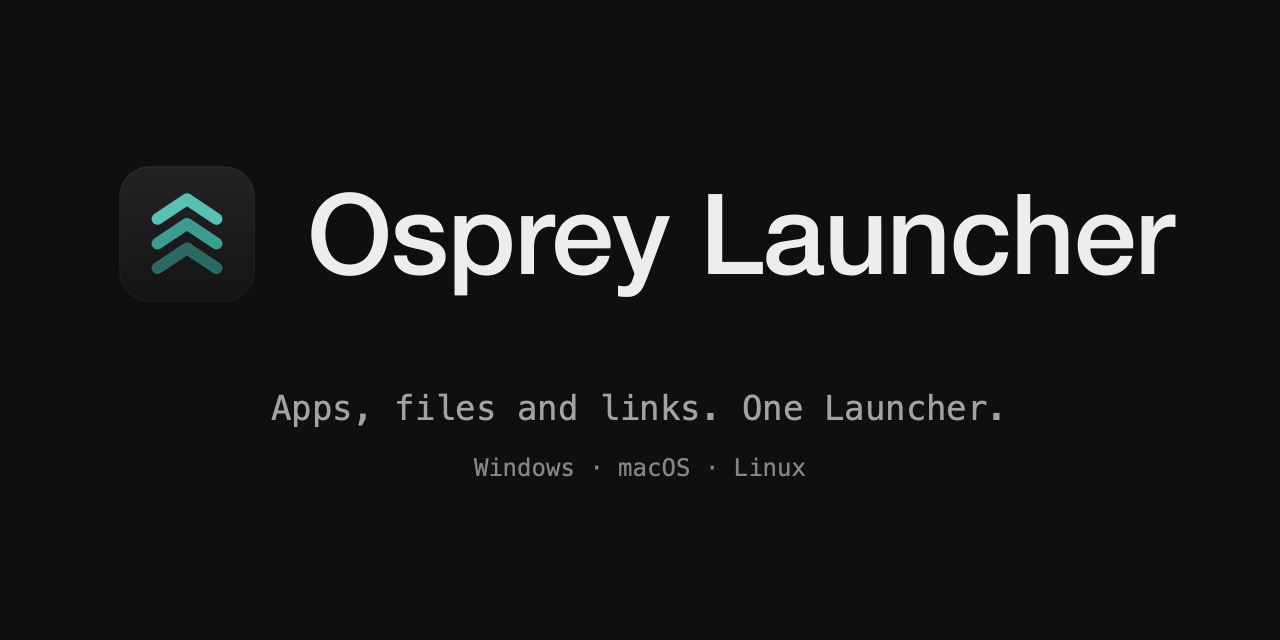 Osprey Launcher
Apps, files and links. One Launcher.
Windows · macOS · Linux